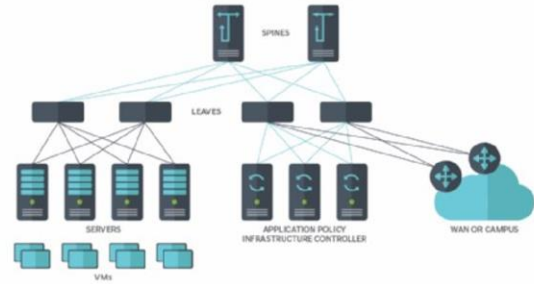 SPINES
LEAVES
SERVERS
APPLICATION POLICY
INFRASTRUCTURE CONTROLLER
WAN OR CAMPUS
VMs